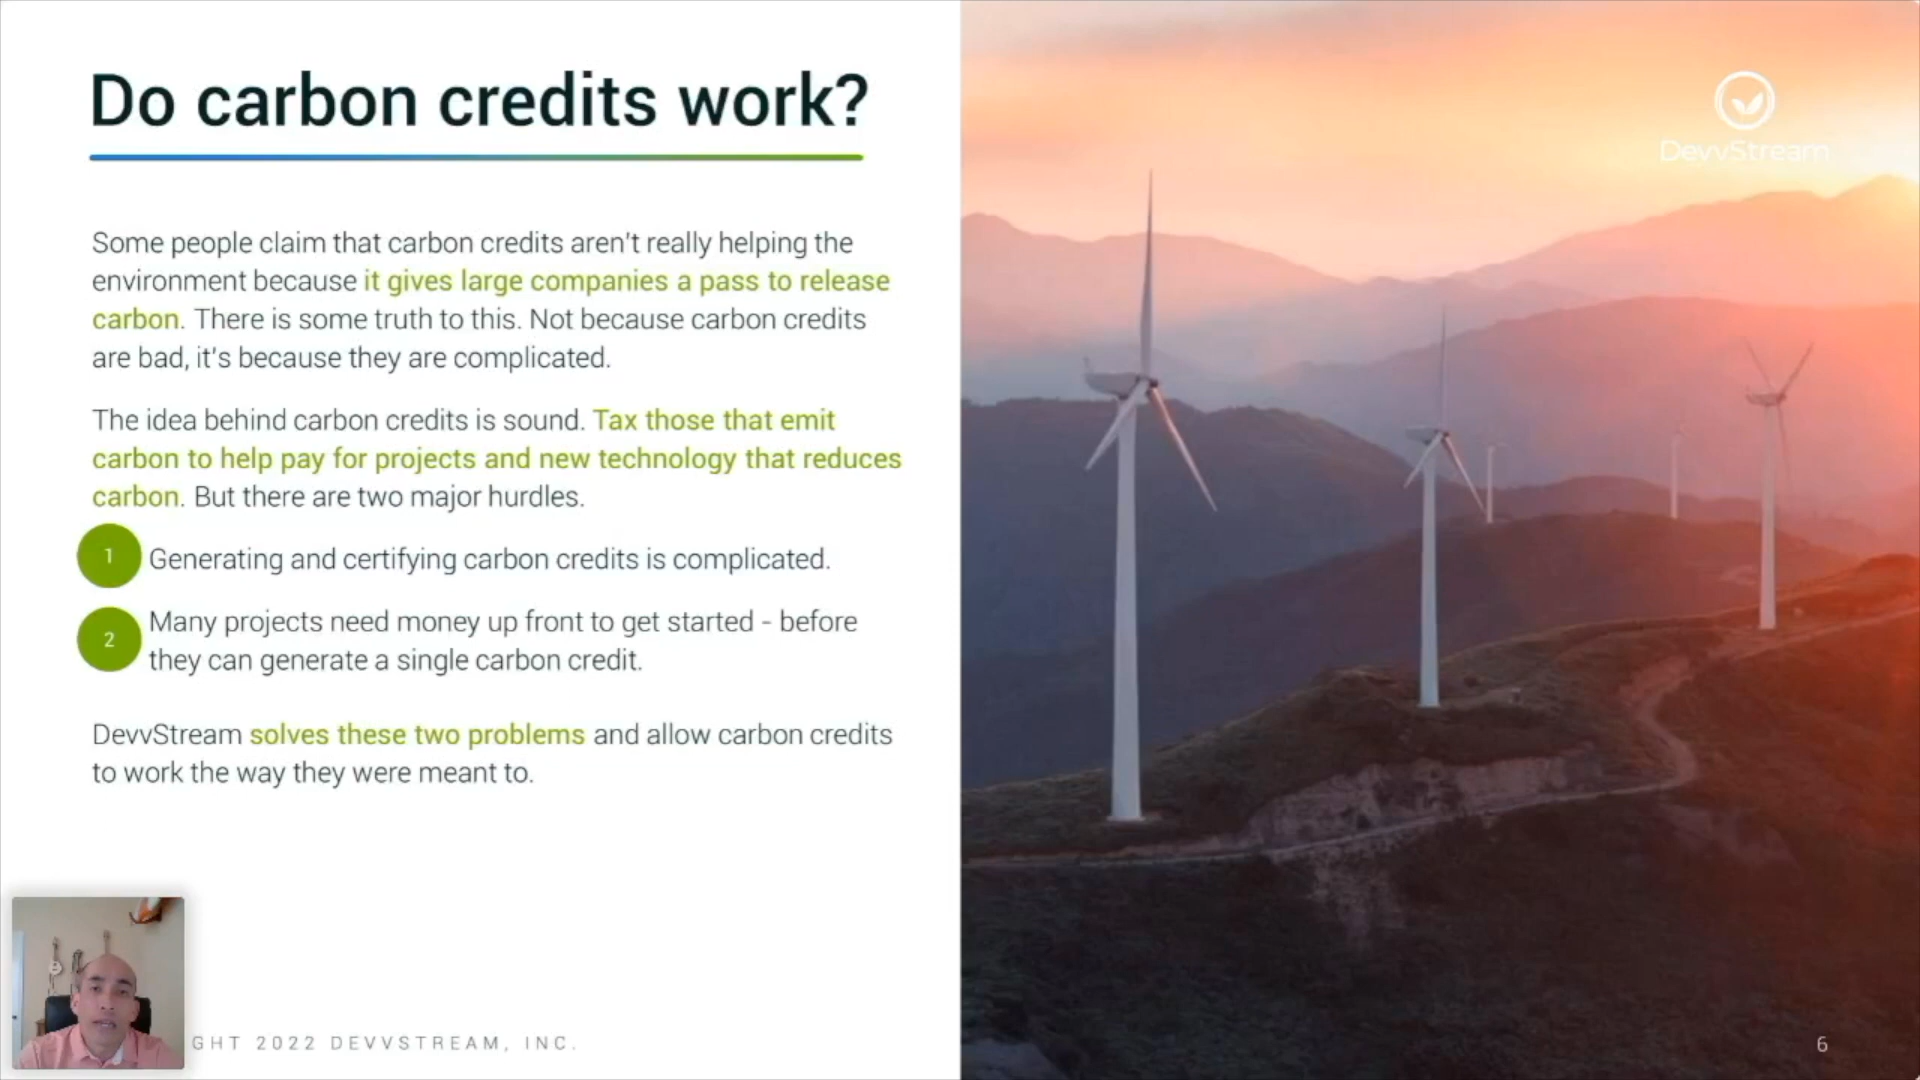 Do carbon credits work?
DevvStream
Some people claim that carbon credits aren't really helping the
environment because it gives large companies a pass to release
carbon. There is some truth to this. Not because carbon credits
are bad, it's because they are complicated.
The idea behind carbon credits is sound. Tax those that emit
carbon to help pay for projects and new technology that reduces
carbon. But there are two major hurdles.
1 Generating and certifying carbon credits is complicated.
2 Many projects need money up front to get started - before
they can generate a single carbon credit.
DevvStream solves these two problems and allow carbon credits
to work the way they were meant to.
GHT 2022 DEVVSTREAM, INC.
6